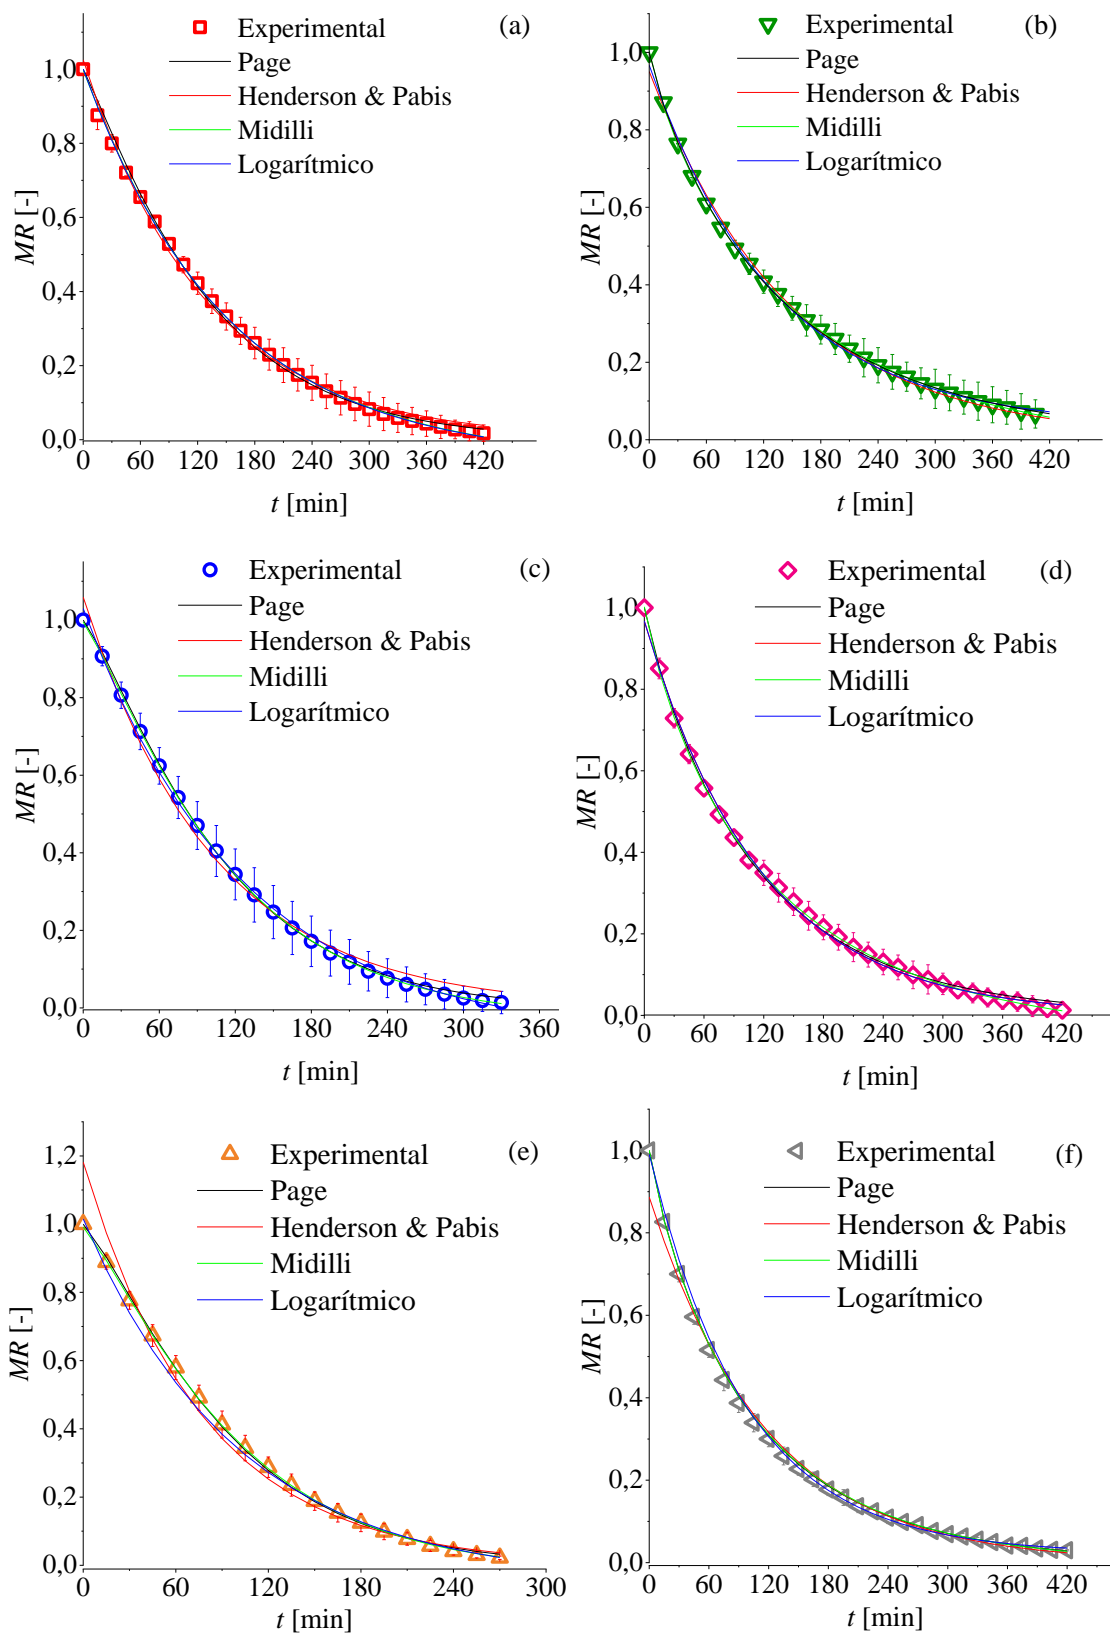 (a)
Experimental
Page
Henderson & Pabis
Midilli
Logarítmico
MR [-]
1,0
0,8
0,6
0,4
0,2
0,0
0 60 120 180 240 300 360 420
t [min]
(b)
Experimental
Page
Henderson & Pabis
Midilli
Logarítmico
MR [-]
1,0
0,8
0,6
0,4
0,2
0,0
0 60 120 180 240 300 360 420
t [min]
(c)
Experimental
Page
Henderson & Pabis
Midilli
Logarítmico
MR [-]
1,0
0,8
0,6
0,4
0,2
0,0
0 60 120 180 240 300 360
t [min]
(d)
Experimental
Page
Henderson & Pabis
Midilli
Logarítmico
MR [-]
1,0
0,8
0,6
0,4
0,2
0,0
0 60 120 180 240 300 360 420
t [min]
(e)
Experimental
Page
Henderson & Pabis
Midilli
Logarítmico
MR [-]
1,2
1,0
0,8
0,6
0,4
0,2
0,0
0 60 120 180 240 300
t [min]
(f)
Experimental
Page
Henderson & Pabis
Midilli
Logarítmico
MR [-]
1,0
0,8
0,6
0,4
0,2
0,0
0 60 120 180 240 300 360 420
t [min]